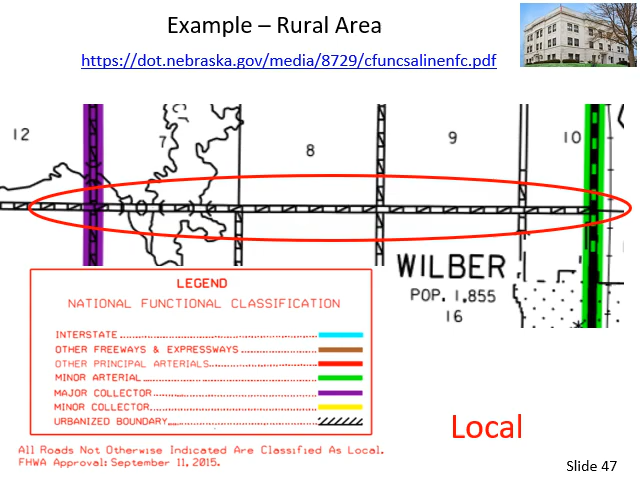 Example – Rural Area
https://dot.nebraska.gov/media/8729/cfuncsalinenfc.pdf
12
7
8
9
10
WILBER
POP. 1,855
16
LEGEND
NATIONAL FUNCTIONAL CLASSIFICATION
INTERSTATE
OTHER FREEWAYS & EXPRESSWAYS
OTHER PRINCIPAL ARTERIALS
MINOR ARTERIAL
MAJOR COLLECTOR
MINOR COLLECTOR
URBANIZED BOUNDARY
Local
All Roads Not Otherwise Indicated Are Classified As Local.
FHWA Approval: September 11, 2015.
Slide 47